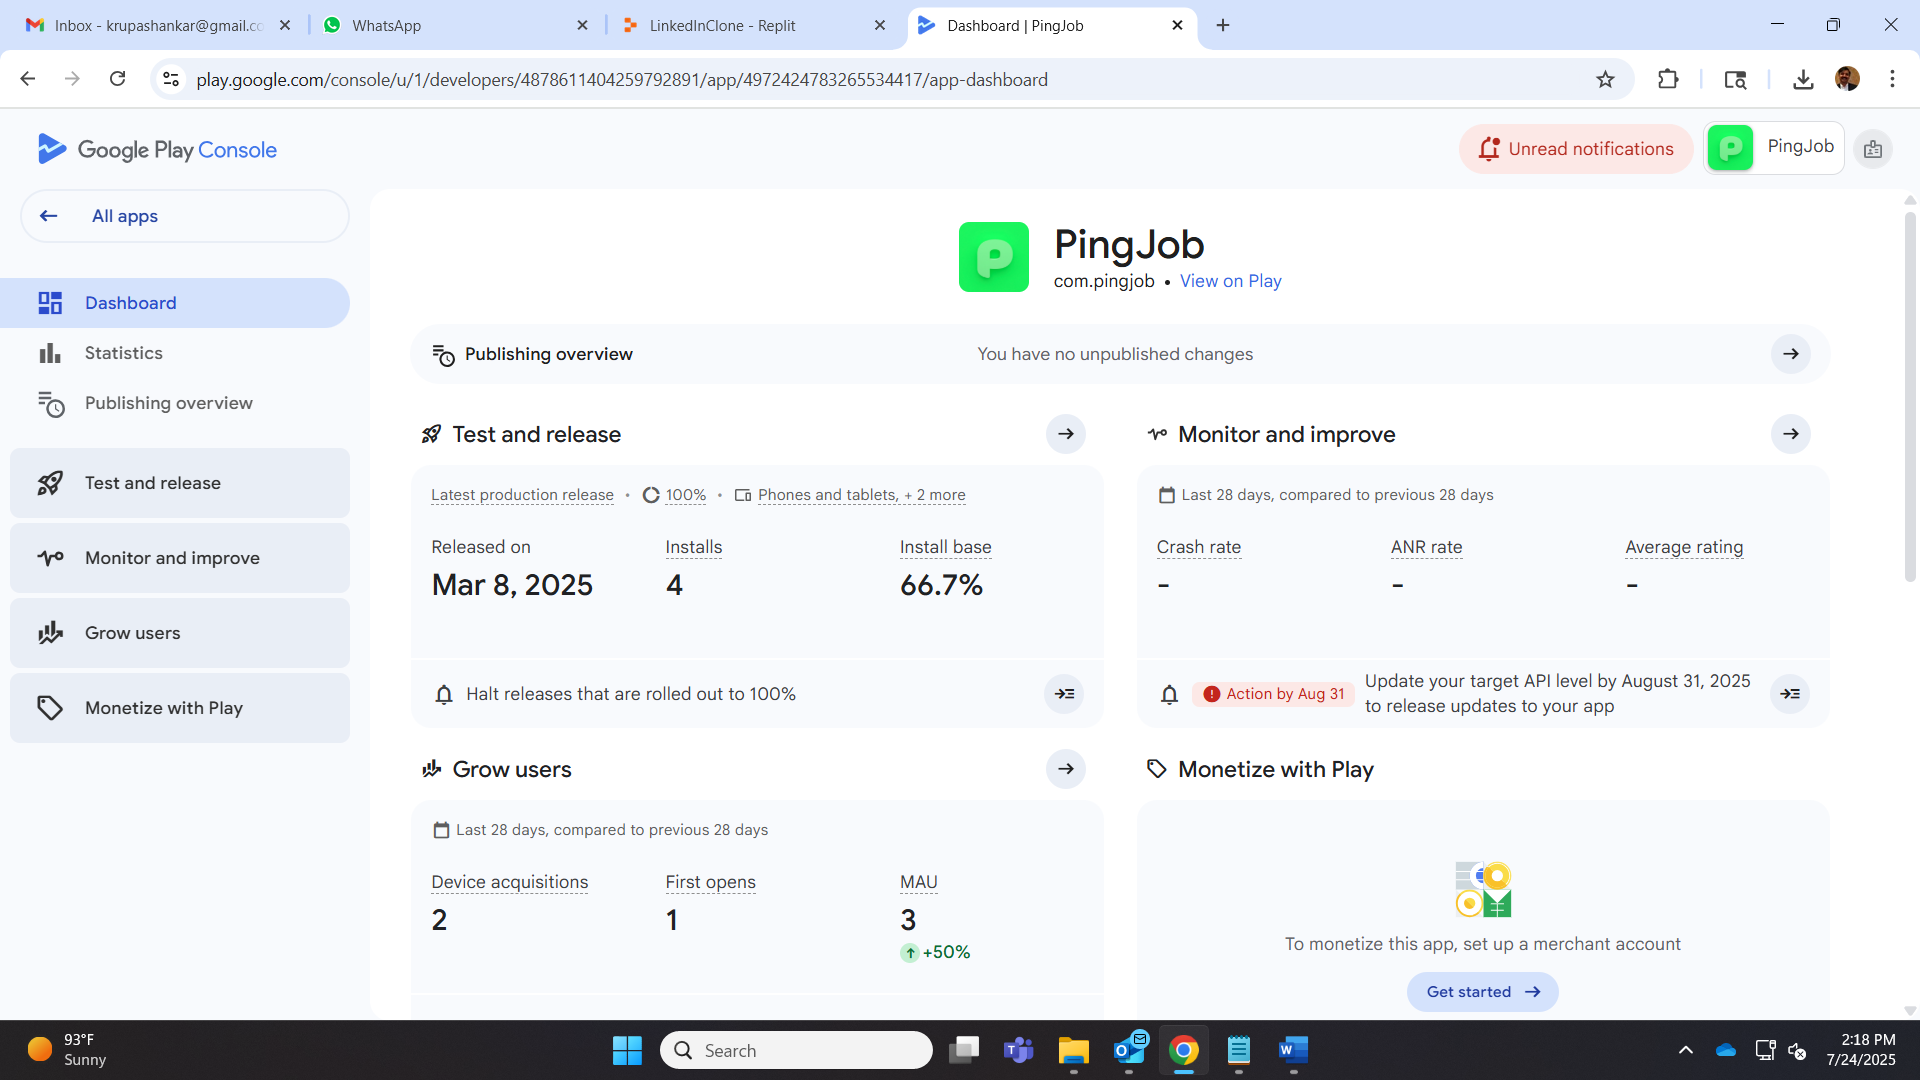 Inbox - krupashankar@gmail.co
WhatsApp
LinkedInClone - Replit
Dashboard | PingJob
play.google.com/console/u/1/developers/4878611404259792891/app/4972424783265534417/app-dashboard
Google Play Console
Unread notifications
PingJob
All apps
Dashboard
Statistics
Publishing overview
Test and release
Monitor and improve
Grow users
Monetize with Play
PingJob
com.pingjob • View on Play
Publishing overview
You have no unpublished changes
Test and release
Latest production release • 100% • Phones and tablets, + 2 more
Released on
Mar 8, 2025
Installs
4
Install base
66.7%
Halt releases that are rolled out to 100%
Monitor and improve
Last 28 days, compared to previous 28 days
Crash rate
-
ANR rate
-
Average rating
-
Action by Aug 31
Update your target API level by August 31, 2025
to release updates to your app
Grow users
Last 28 days, compared to previous 28 days
Device acquisitions
2
First opens
1
MAU
3
+50%
Monetize with Play
To monetize this app, set up a merchant account
Get started
93°F
Sunny
Search
2:18 PM
7/24/2025